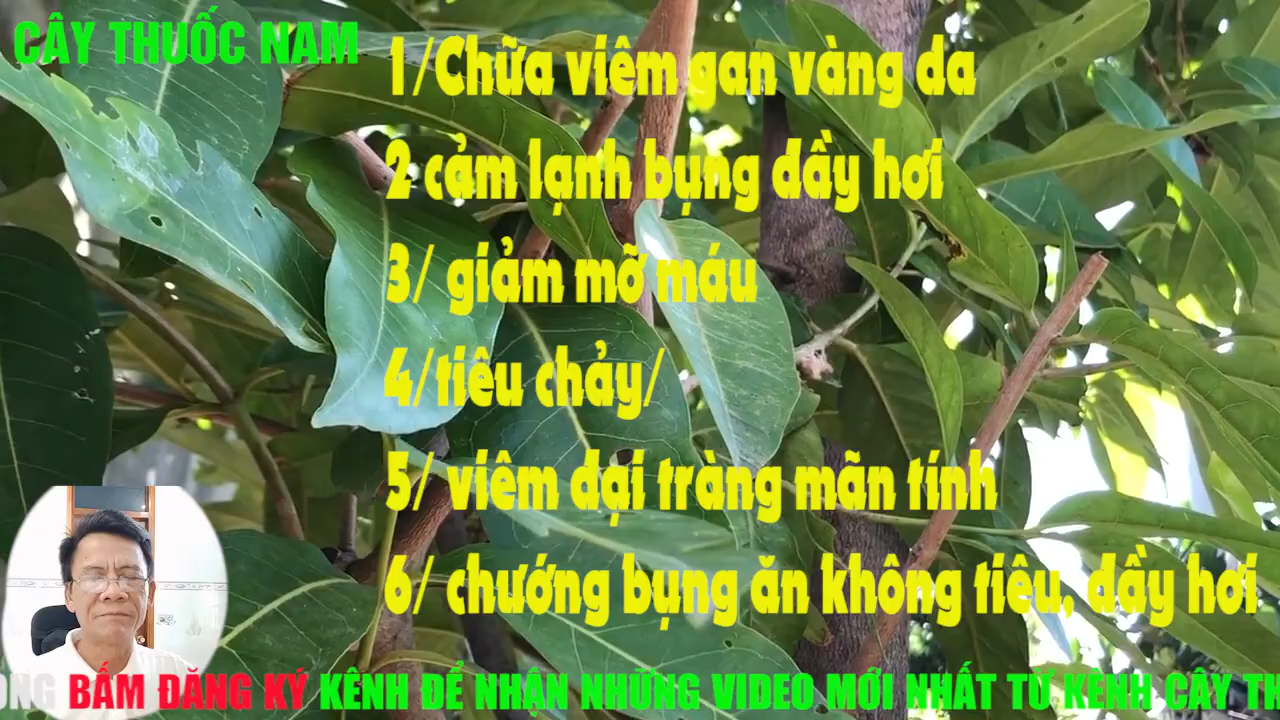 CÂY THUỐC NAM
1/Chữa viêm gan vàng da
2 cảm lạnh bụng dầy hơi
3/ giảm mỡ máu
4/tiêu chảy/
5/ viêm dại tràng mãn tính
6/ chướng bụng ăn không tiêu, dầy hơi
BẤM ĐĂNG KÝ KÊNH ĐỂ NHẬN NHỮNG VIDEO MỚI NHẤT TỪ KÊNH CÂY